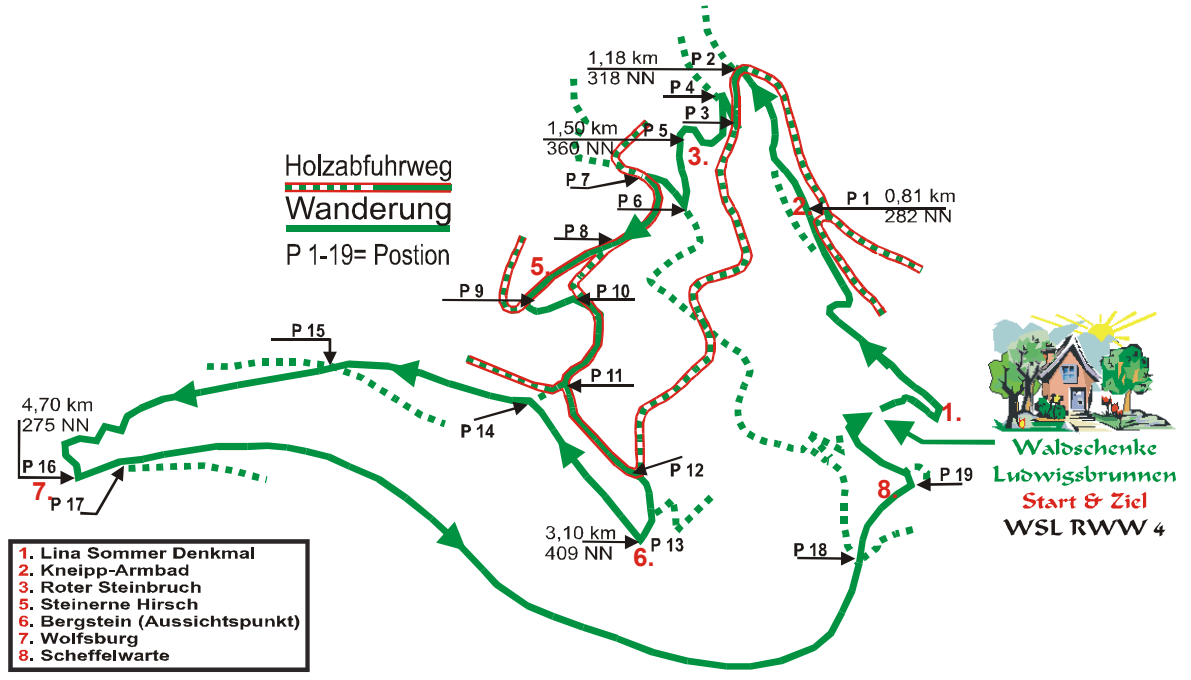 1,18 km
318 NN
P 2
P 4
P 3
1,50 km
360 NN
P 5
3.
Holzabfuhrweg
Wanderung
P 1-19= Postion
P 7
P 6
P 8
2.
P 1
0,81 km
282 NN
5.
P 9
P 10
P 15
P 11
P 14
1.
4,70 km
275 NN
P 16
7.
P 17
P 12
3,10 km
409 NN
P 13
6.
8.
P 19
P 18
Waldschenke
Ludwigsbrunnen
Start & Ziel
WSL RWW 4
1. Lina Sommer Denkmal
2. Kneipp-Armbad
3. Roter Steinbruch
5. Steinerne Hirsch
6. Bergstein (Aussichtspunkt)
7. Wolfsburg
8. Scheffelwarte